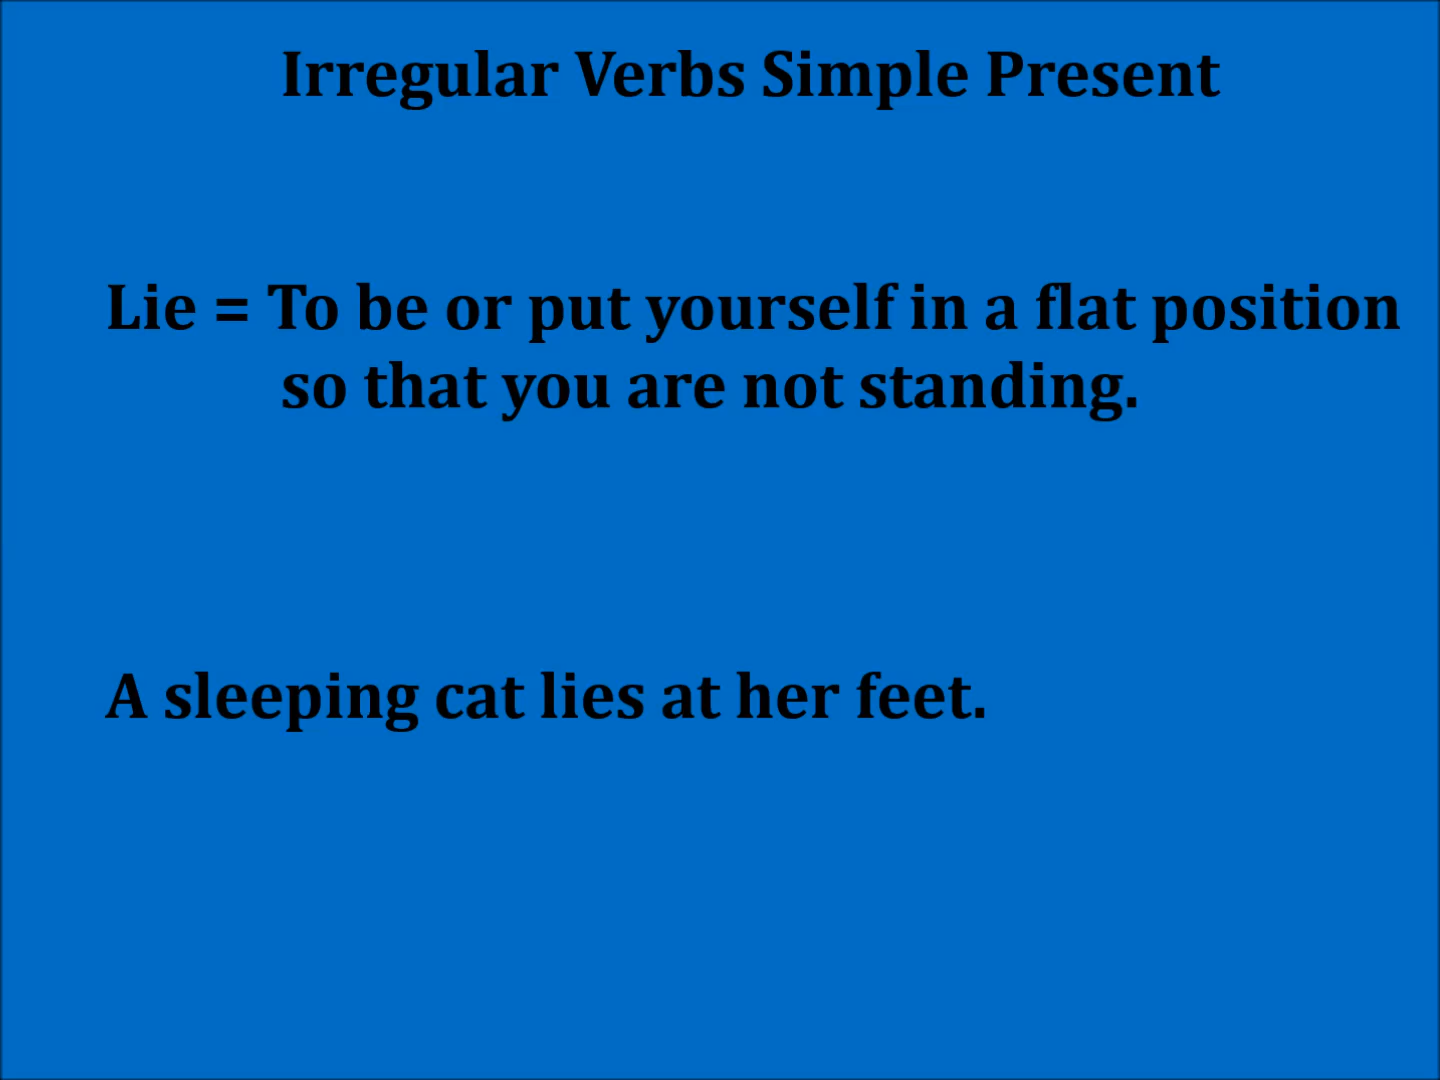 Irregular Verbs Simple Present
Lie = To be or put yourself in a flat position
so that you are not standing.
A sleeping cat lies at her feet.